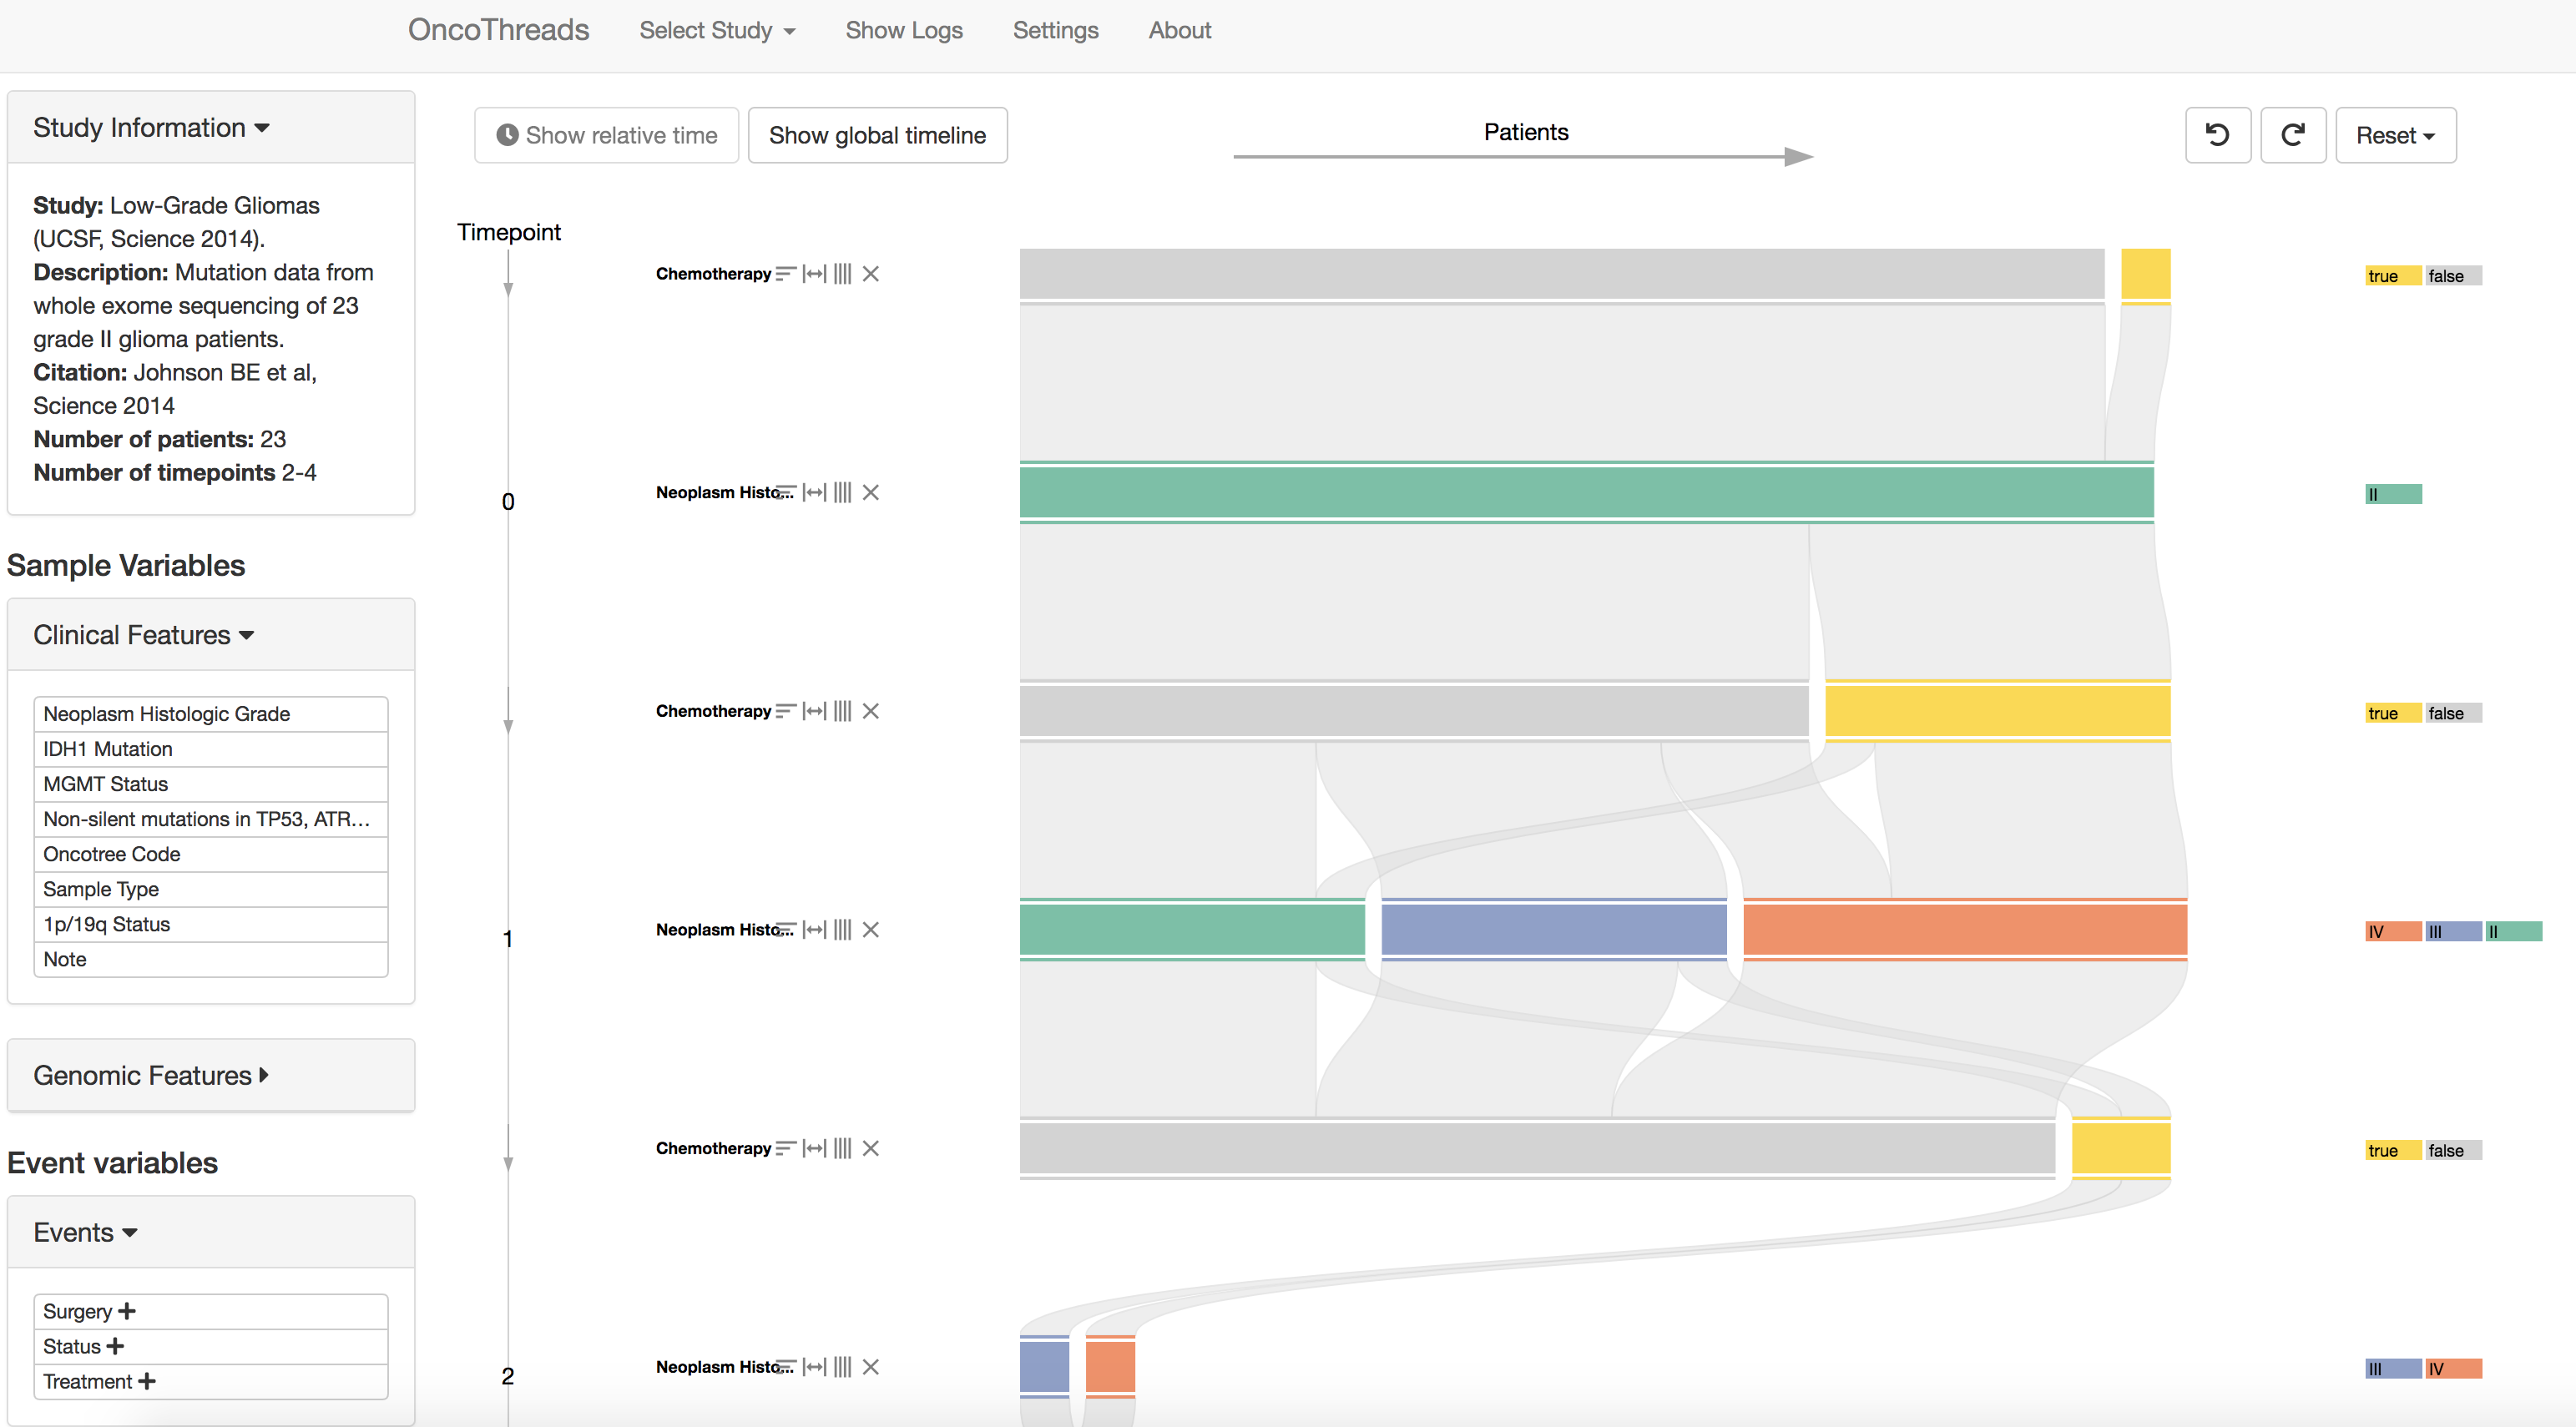 OncoThreads Select Study Show Logs Settings About
Study Information
Study: Low-Grade Gliomas
(UCSF, Science 2014).
Description: Mutation data from
whole exome sequencing of 23
grade II glioma patients.
Citation: Johnson BE et al,
Science 2014
Number of patients: 23
Number of timepoints 2-4
Sample Variables
Clinical Features
Neoplasm Histologic Grade
IDH1 Mutation
MGMT Status
Non-silent mutations in TP53, ATR...
Oncotree Code
Sample Type
1p/19q Status
Note
Genomic Features
Event variables
Events
Surgery
Status
Treatment
Show relative time Show global timeline Patients Reset
Timepoint
Chemotherapy true false
0 Neoplasm Histo... II
Chemotherapy true false
1 Neoplasm Histo... IV III II
Chemotherapy true false
2 Neoplasm Histo... III IV